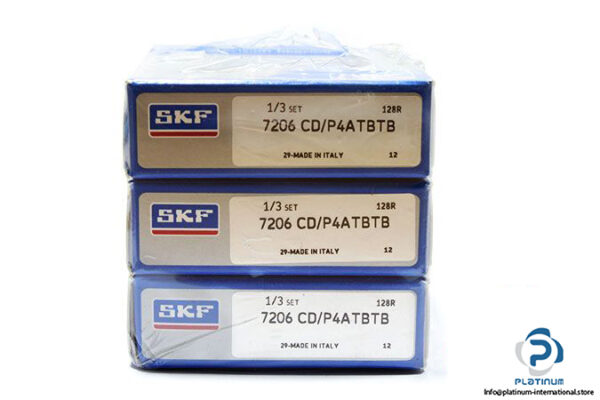 SKF
1/3 SET
128R
7206 CD/P4ATBTB
29-MADE IN ITALY
12
SKF
1/3 SET
128R
7206 CD/P4ATBTB
29-MADE IN ITALY
12
SKF
1/3 SET
128R
7206 CD/P4ATBTB
29-MADE IN ITALY
12
PLATINUM
Info@platinum-international.store